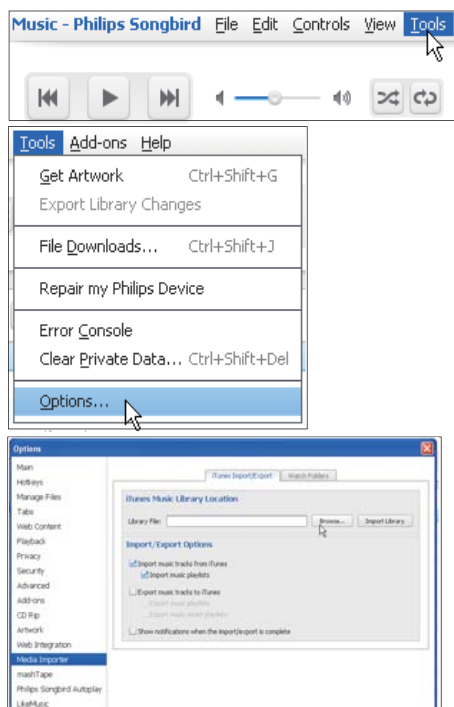 Music - Philips Songbird File Edit Controls View Tools
Tools Add-ons Help
Get Artwork Ctrl+Shift+G
Export Library Changes
File Downloads... Ctrl+Shift+J
Repair my Philips Device
Error Console
Clear Private Data... Ctrl+Shift+Del
Options...
Options
Main
Hotkeys
Manage Files
Tabs
Web Content
Playback
Privacy
Security
Advanced
Add-ons
CD Rip
Artwork
Web Integration
Media Importer
mashTape
Philips Songbird Autoplay
LikeMusic
iTunes Import/Export Watch Folders
iTunes Music Library Location
Library File: Browse... Import Library
Import/Export Options
Import music tracks from iTunes
Import music playlists
Export music tracks to iTunes
Export music playlists
Export music smart playlists
Show notifications when the import/export is complete